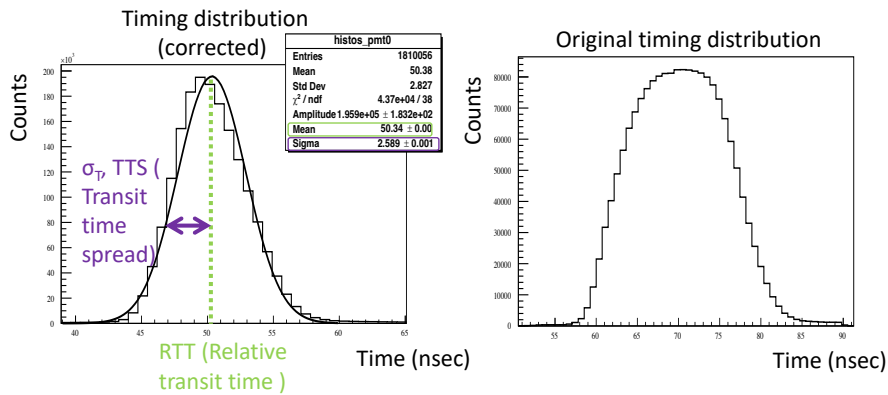 Timing distribution
(corrected)
×10³
Counts
200
180
160
140
120
100
80
60
40
20
0
40
45
50
55
60
65
histos_pmt0
Entries 1810056
Mean 50.38
Std Dev 2.827
χ² / ndf 4.37e+04 / 38
Amplitude 1.959e+05 ± 1.832e+02
Mean 50.34 ± 0.00
Sigma 2.589 ± 0.001
σT, TTS (
Transit
time
spread)
RTT (Relative
transit time )
Time (nsec)
Original timing distribution
Counts
80000
70000
60000
50000
40000
30000
20000
10000
0
55
60
65
70
75
80
85
90
Time (nsec)